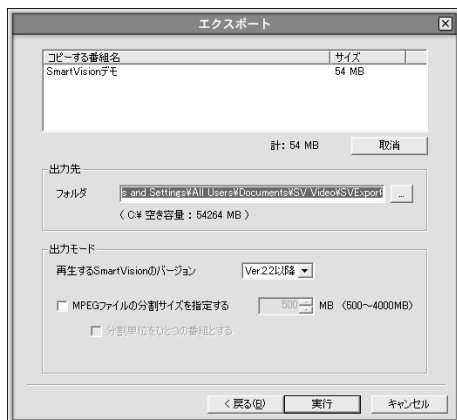 エクスポート
コピーする番組名 サイズ
SmartVisionデモ 54 MB
計: 54 MB 取消
出力先
フォルダ s and Settings¥All Users¥Documents¥SV Video¥SVExport ...
( C:¥ 空き容量 : 54264 MB )
出力モード
再生するSmartVisionのバージョン Ver.2.2以降
MPEGファイルの分割サイズを指定する 500 MB (500～4000MB)
分割単位をひとつの番組とする
< 戻る(B) 実行 キャンセル